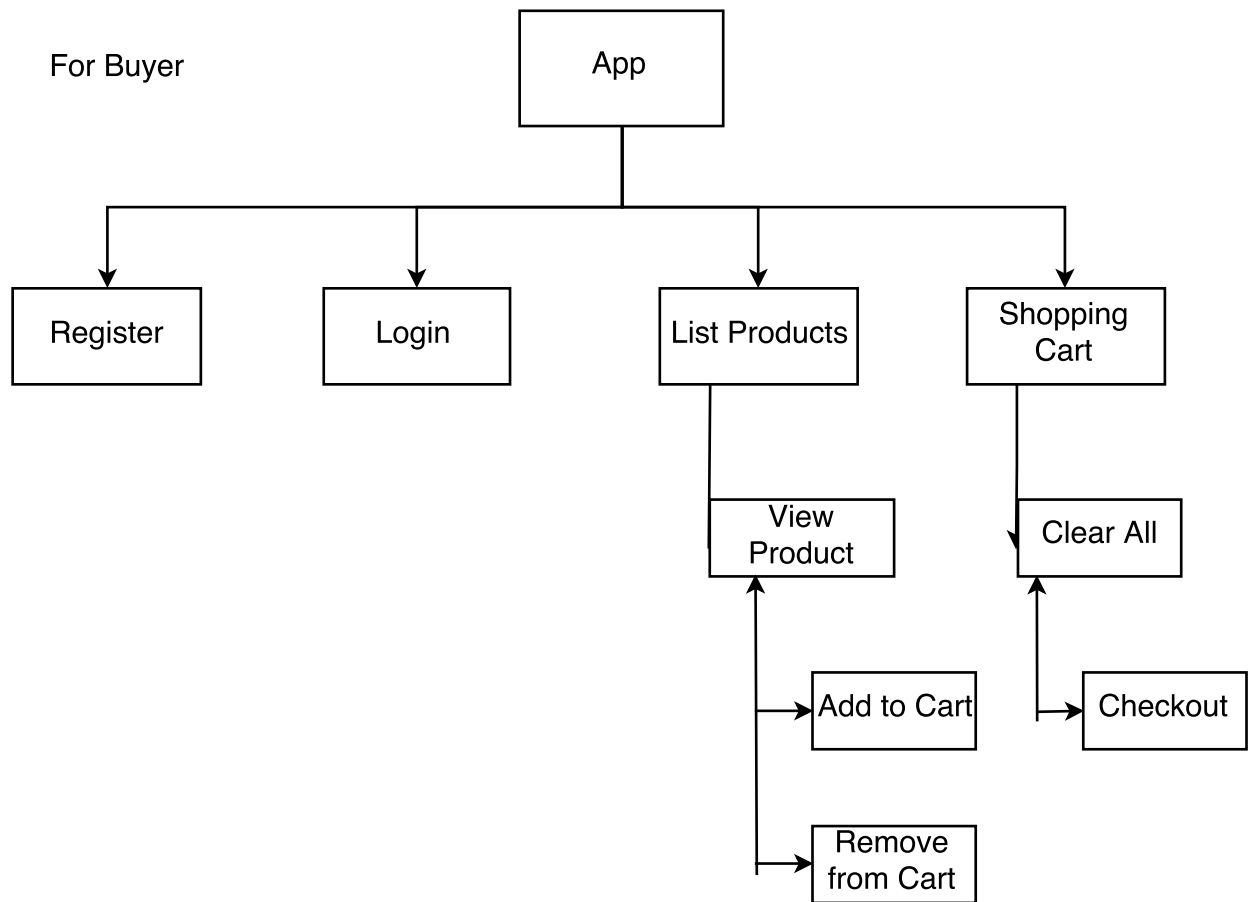 For Buyer
App
Register
Login
List Products
Shopping
Cart
View
Product
Clear All
Add to Cart
Checkout
Remove
from Cart